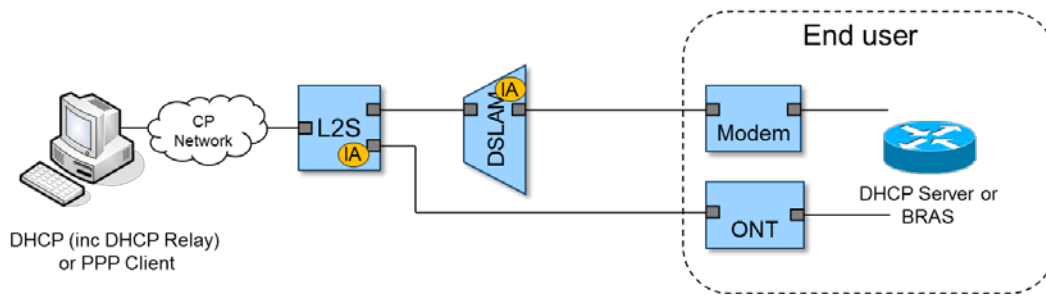 End user
CP
Network
L2S
IA
DSLAM
IA
Modem
ONT
DHCP Server or
BRAS
DHCP (inc DHCP Relay)
or PPP Client